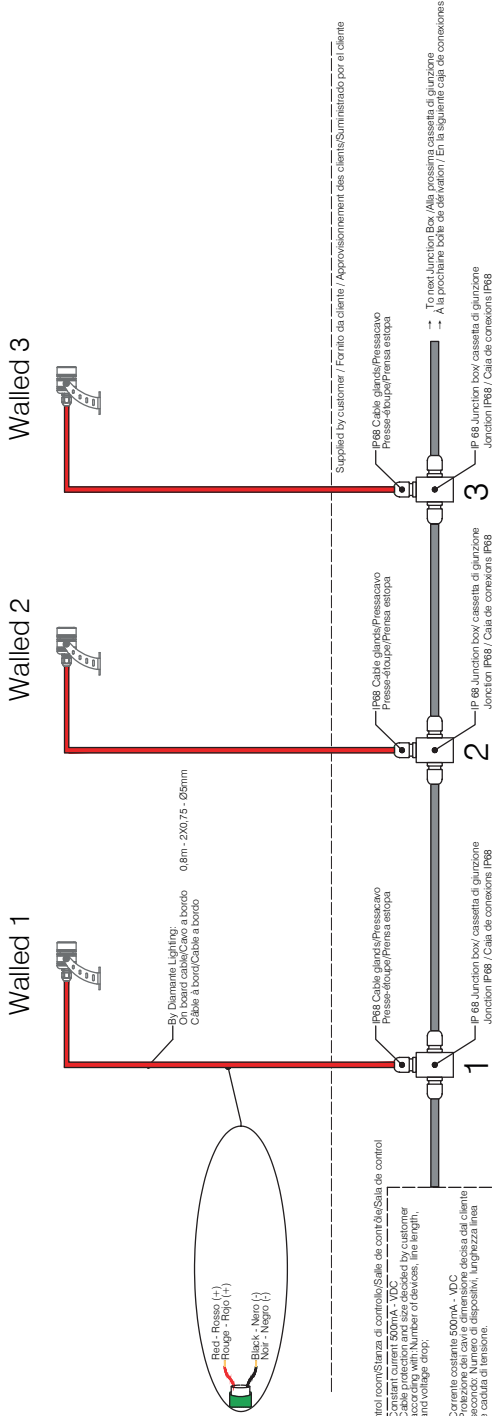 Walled 1
Walled 2
Walled 3
By Diamante Lighting:
On board cable/Cavo a bordo
Câble à bord/Cable a bordo
0,8m - 2X0,75 - Ø5mm
Red - Rosso (+)
Rouge - Rojo (+)
Black - Nero (-)
Noir - Negro (-)
Supplied by customer / Fornito da cliente / Approvisionnement des clients/Suministrado por el cliente
IP68 Cable glands/Pressacavo
Presse-étoupe/Prensa estopa
IP68 Cable glands/Pressacavo
Presse-étoupe/Prensa estopa
IP68 Cable glands/Pressacavo
Presse-étoupe/Prensa estopa
→ To next Junction Box /Alla prossima cassetta di giunzione
→ À la prochaine boîte de dérivation / En la siguiente caja de conexiones
1
IP 68 Junction box/ cassetta di giunzione
Jonction IP68 / Caia de conexions IP68
2
IP 68 Junction box/ cassetta di giunzione
Jonction IP68 / Caia de conexions IP68
3
IP 68 Junction box/ cassetta di giunzione
Jonction IP68 / Caia de conexions IP68
room/Stanza di controllo/Salle de contrôle/Sala de control
Constant current 500mA - VDC
Cable protection and size decided by customer
according with:Number of devices, line length,
and voltage drop;
Corrente costante 500mA - VDC
Protezione dei cavi e dimensione decisa dal cliente
secondo: Numero di dispositivi, lunghezza linea
e caduta di tensione.